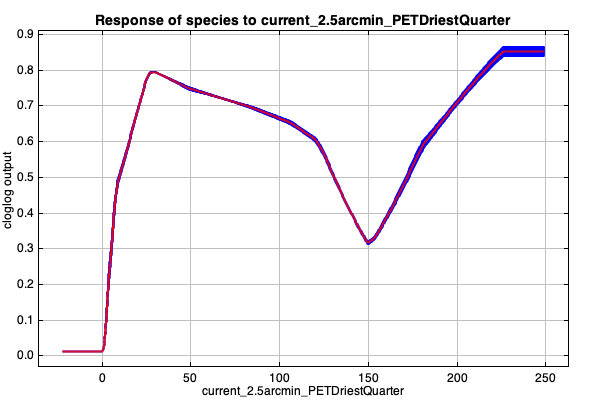 Response of species to current_2.5arcmin_PETDriestQuarter
0.9
0.8
0.7
0.6
0.5
0.4
0.3
0.2
0.1
0.0
cloglog output
0 50 100 150 200 250
current_2.5arcmin_PETDriestQuarter